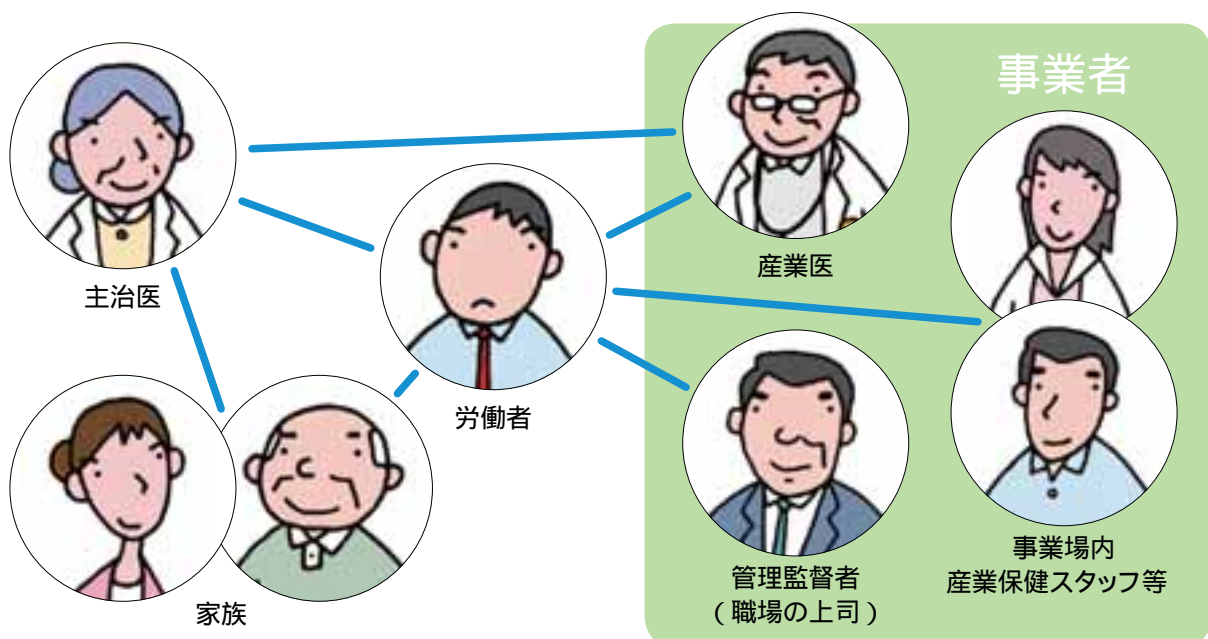 事業者
主治医
産業医
労働者
家族
管理監督者
(職場の上司)
事業場内
産業保健スタッフ等